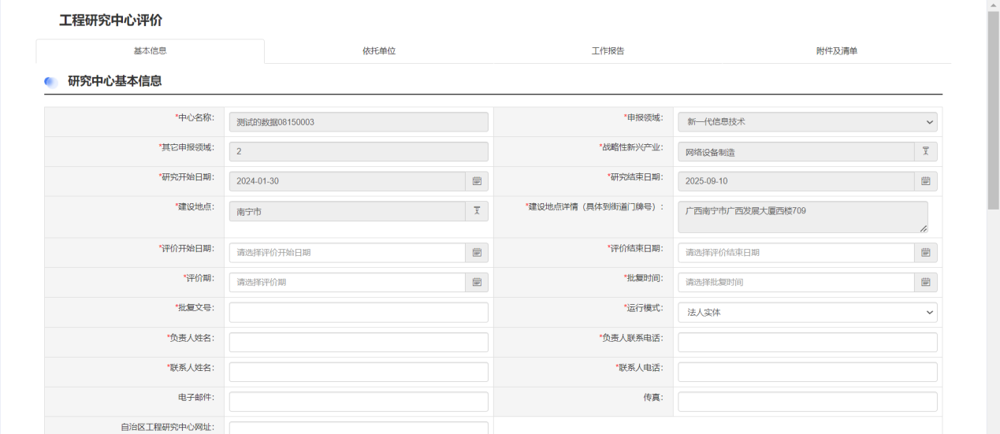 工程研究中心评价
基本信息 依托单位 工作报告 附件及清单
研究中心基本信息
*中心名称: 测试的数据08150003 *申报领域: 新一代信息技术
*其它申报领域: 2 *战略性新兴产业: 网络设备制造
*研究开始日期: 2024-01-30 *研究结束日期: 2025-09-10
*建设地点: 南宁市 *建设地点详情（具体到街道门牌号）: 广西南宁市广西发展大厦西楼709
*评价开始日期: 请选择评价开始日期 *评价结束日期: 请选择评价结束日期
*评价期: 请选择评价期 *批复时间: 请选择批复时间
*批复文号: *运行模式: 法人实体
*负责人姓名: *负责人联系电话:
*联系人姓名: *联系人电话:
电子邮件: 传真:
自治区工程研究中心网址: